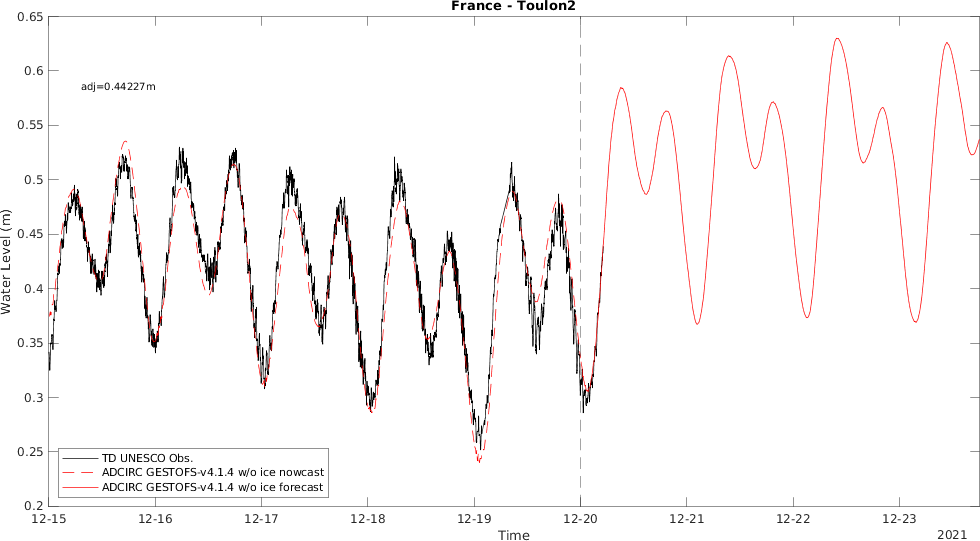 France - Toulon2
0.65
0.6
0.55
0.5
0.45
0.4
0.35
0.3
0.25
0.2
Water Level (m)
adj=0.44227m
TD UNESCO Obs.
ADCIRC GESTOFS-v4.1.4 w/o ice nowcast
ADCIRC GESTOFS-v4.1.4 w/o ice forecast
12-15 12-16 12-17 12-18 12-19 12-20 12-21 12-22 12-23
Time
2021